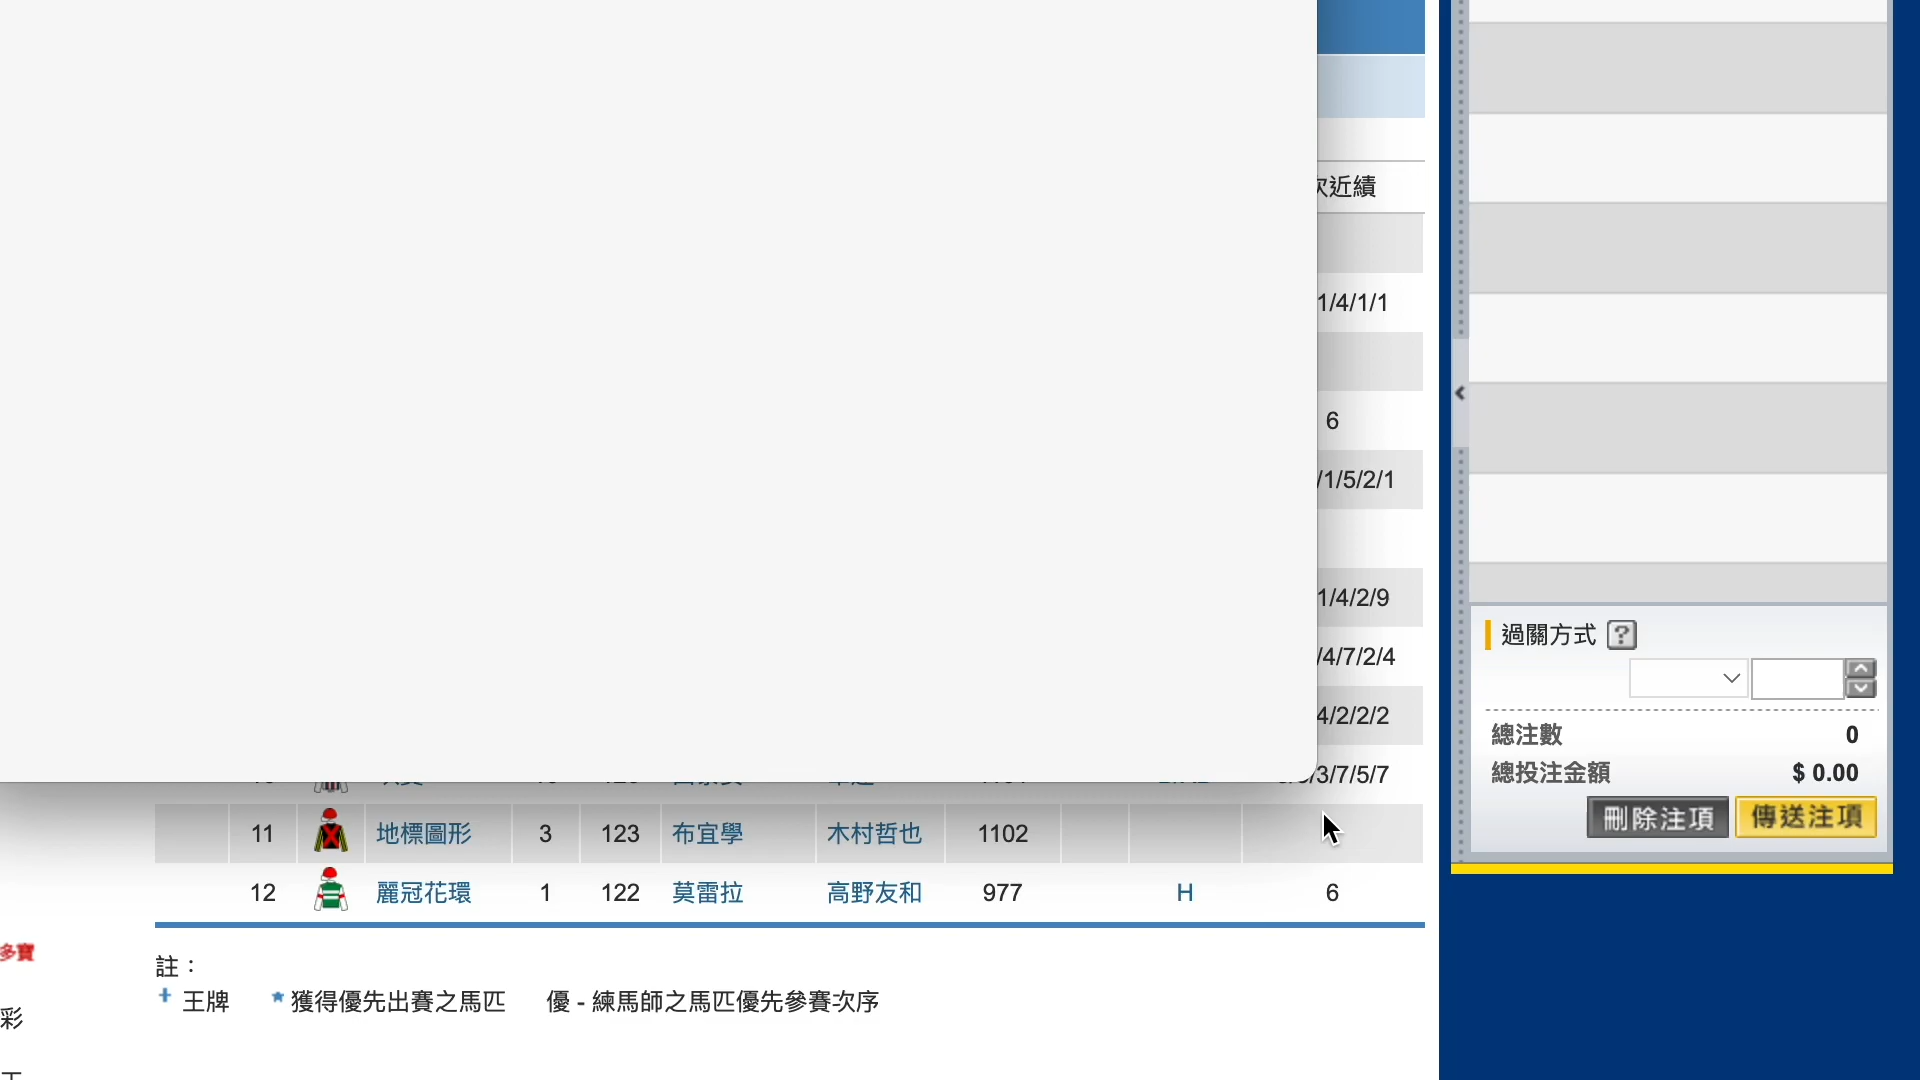 次近績
1/4/1/1
6
/1/5/2/1
1/4/2/9
/4/7/2/4
4/2/2/2
/3/7/5/7
11 地標圖形 3 123 布宜學 木村哲也 1102
12 麗冠花環 1 122 莫雷拉 高野友和 977 H 6
註：
+ 王牌 * 獲得優先出賽之馬匹 優 - 練馬師之馬匹優先參賽次序
多寶
彩
過關方式 ?
總注數 0
總投注金額 $ 0.00
刪除注項 傳送注項